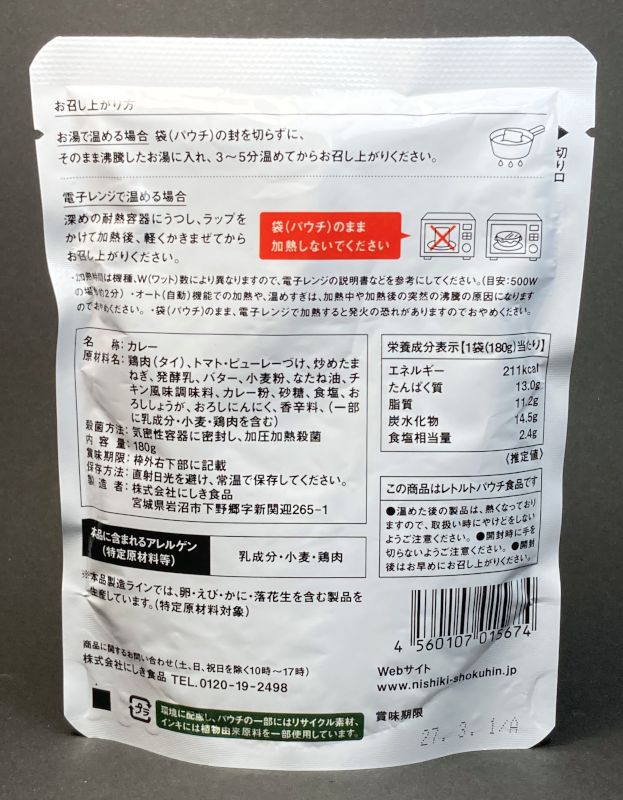 お召し上がり方
お湯で温める場合 袋(パウチ)の封を切らずに、
そのまま沸騰したお湯に入れ、3〜5分温めてからお召し上がりください。
切り口
電子レンジで温める場合
深めの耐熱容器にうつし、ラップを
かけて加熱後、軽くかきまぜてから
お召し上がりください。
袋(パウチ)のまま
加熱しないでください
・加熱時間は機種、W(ワット)数により異なりますので、電子レンジの説明書などを参考にしてください。(目安:500W
の場合約2分) ・オート(自動)機能での加熱や、温めすぎは、加熱中や加熱後の突然の沸騰の原因になります
のでおやめください。・袋(パウチ)のまま、電子レンジで加熱すると発火の恐れがありますのでおやめください。
名称:カレー
原材料名:鶏肉(タイ)、トマト・ピューレーづけ、炒めたま
ねぎ、発酵乳、バター、小麦粉、なたね油、チ
キン風味調味料、カレー粉、砂糖、食塩、お
ろししょうが、おろしにんにく、香辛料、(一部
に乳成分・小麦・鶏肉を含む)
殺菌方法:気密性容器に密封し、加圧加熱殺菌
内容量:180g
賞味期限:枠外右下部に記載
保存方法:直射日光を避け、常温で保存してください。
製造者:株式会社にしき食品
宮城県岩沼市下野郷字新関迎265-1
栄養成分表示【1袋(180g)当たり】
エネルギー 211kcal
たんぱく質 13.0g
脂質 11.2g
炭水化物 14.5g
食塩相当量 2.4g
〈推定値〉
この商品はレトルトパウチ食品です
●温めた後の製品は、熱くなっており
ますので、取扱い時にやけどをしない
ようご注意ください。●開封時に手を
切らないようご注意ください。●開封
後はお早めにお召し上がりください。
本品に含まれるアレルゲン
(特定原材料等)
乳成分・小麦・鶏肉
※本品製造ラインでは、卵・えび・かに・落花生を含む製品を
生産しています。(特定原材料対象)
4 560107 015674
商品に関するお問い合わせ(土、日、祝日を除く10時〜17時)
株式会社にしき食品 TEL.0120-19-2498
Webサイト
www.nishiki-shokuhin.jp
プラ
環境に配慮し、パウチの一部にはリサイクル素材、
インキには植物由来原料を一部使用しています。
賞味期限
27. 3. 1/A